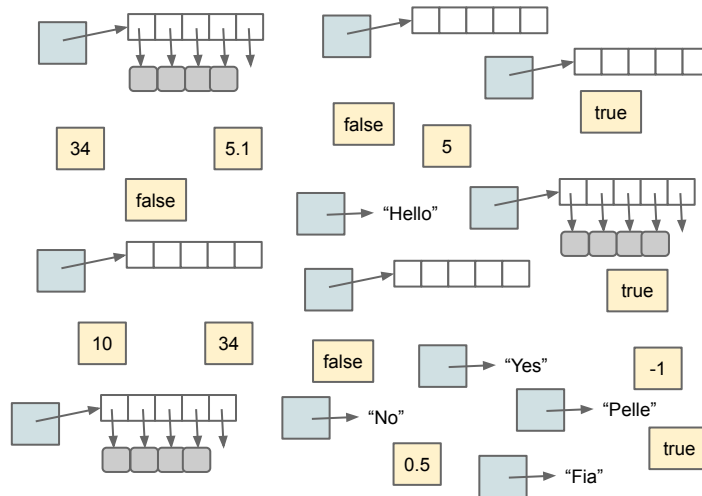 false
true
5
34
5.1
false
“Hello”
true
10
34
false
“Yes”
-1
“No”
“Pelle”
true
0.5
“Fia”